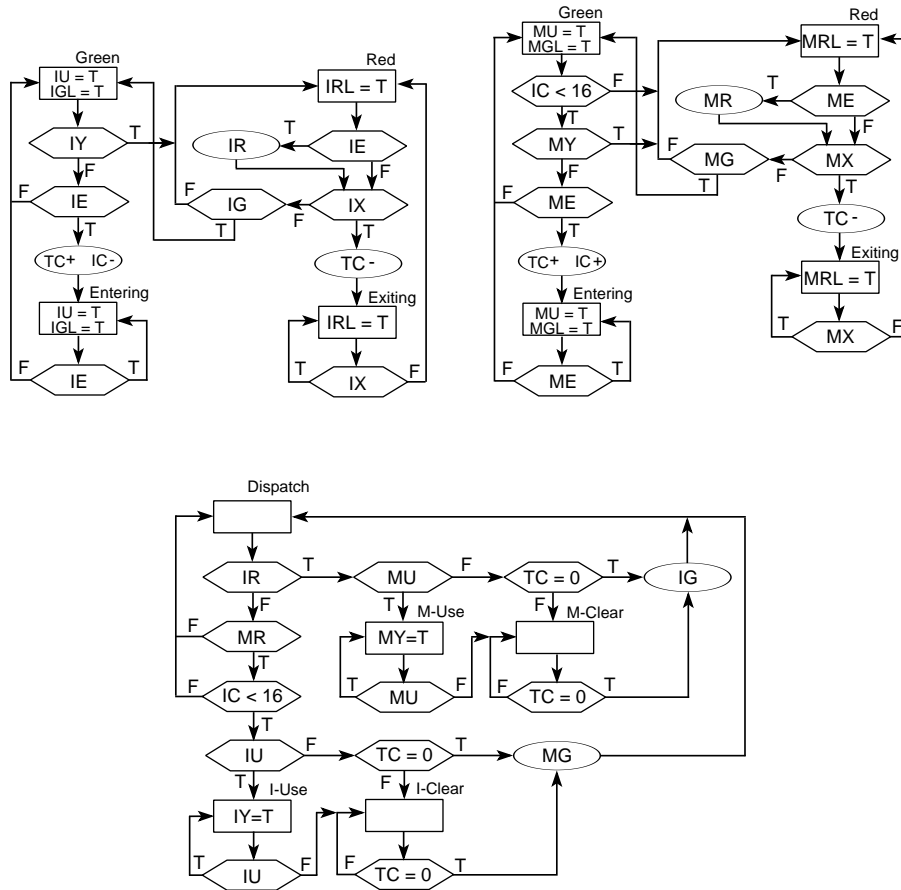 Green
IU = T
IGL = T
IY
T
F
IE
F
T
TC+ IC-
Entering
IU = T
IGL = T
IE
F
T
Red
IRL = T
IE
T
F
IR
IX
F
T
IG
F
T
TC-
Exiting
IRL = T
IX
T
F
Green
MU = T
MGL = T
IC < 16
F
T
MY
T
F
ME
F
T
TC+ IC+
Entering
MU = T
MGL = T
ME
F
T
Red
MRL = T
ME
T
F
MR
MX
F
T
MG
F
T
TC-
Exiting
MRL = T
MX
T
F
Dispatch
IR
T
F
MU
F
T
TC = 0
T
F
IG
MR
F
T
M-Use
MY=T
MU
T
F
M-Clear
TC = 0
F
T
IC < 16
F
T
IU
F
T
TC = 0
T
F
MG
I-Use
IY=T
IU
T
F
I-Clear
TC = 0
F
T